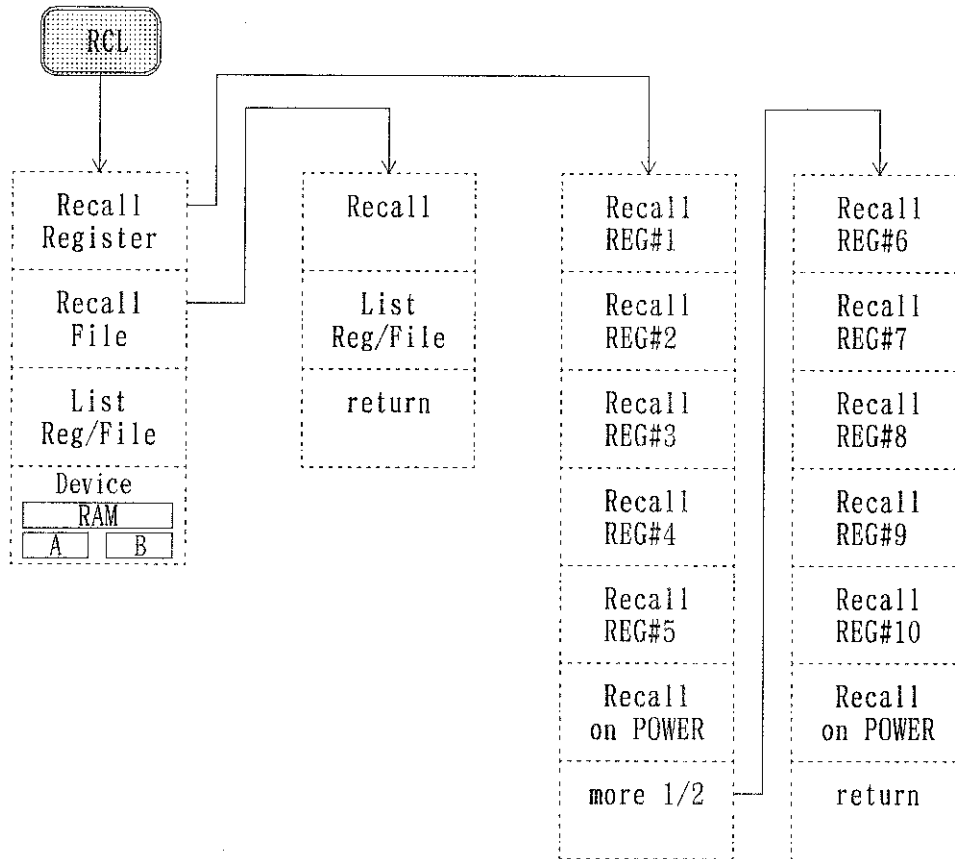 RCL
Recall
Register
Recall
File
List
Reg/File
Device
RAM
A B
Recall
List
Reg/File
return
Recall
REG#1
Recall
REG#2
Recall
REG#3
Recall
REG#4
Recall
REG#5
Recall
on POWER
more 1/2
Recall
REG#6
Recall
REG#7
Recall
REG#8
Recall
REG#9
Recall
REG#10
Recall
on POWER
return